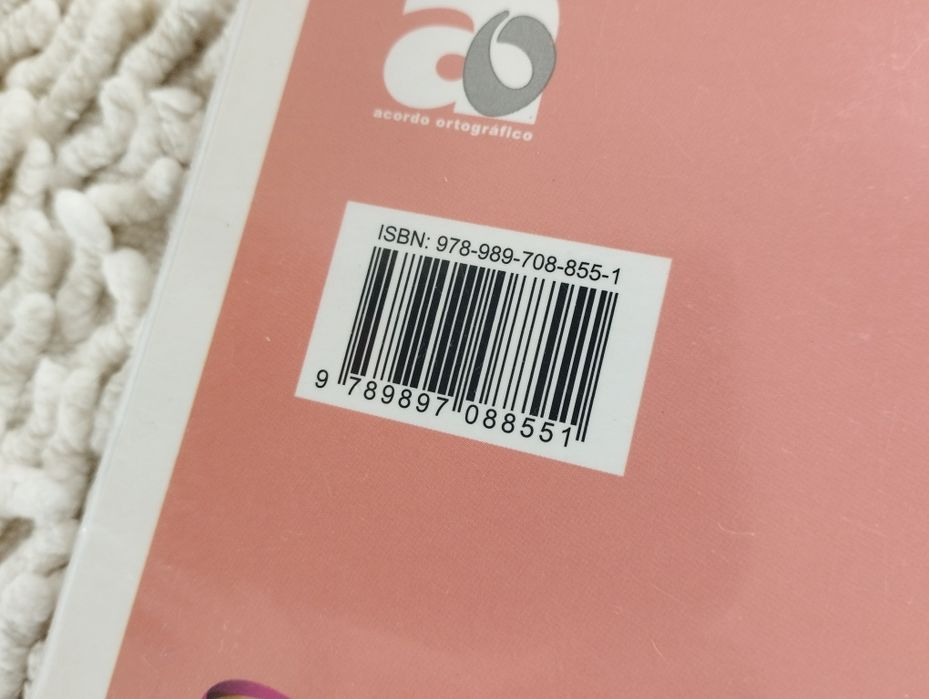 ao
acordo ortográfico
ISBN: 978-989-708-855-1
9 789897 088551